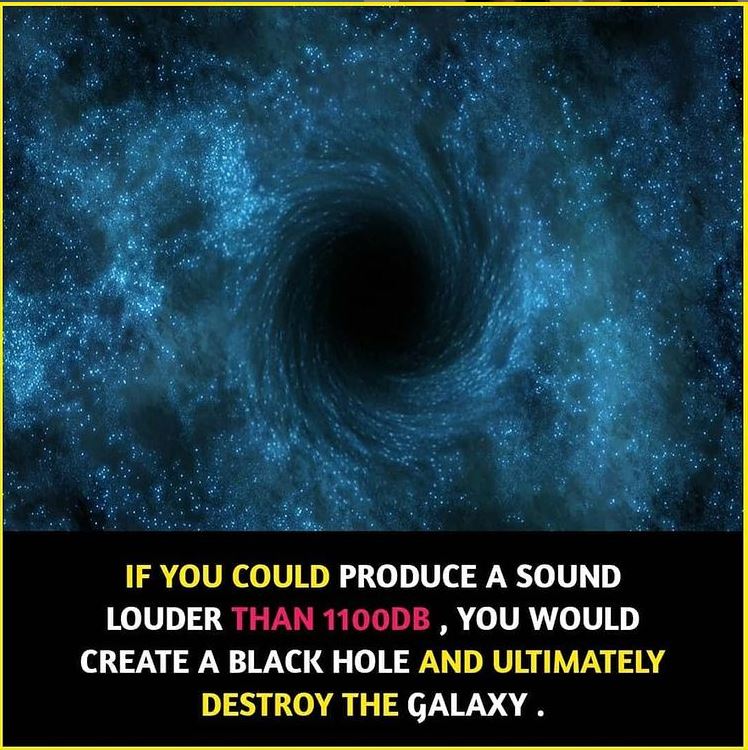 IF YOU COULD PRODUCE A SOUND
LOUDER THAN 1100DB , YOU WOULD
CREATE A BLACK HOLE AND ULTIMATELY
DESTROY THE GALAXY .